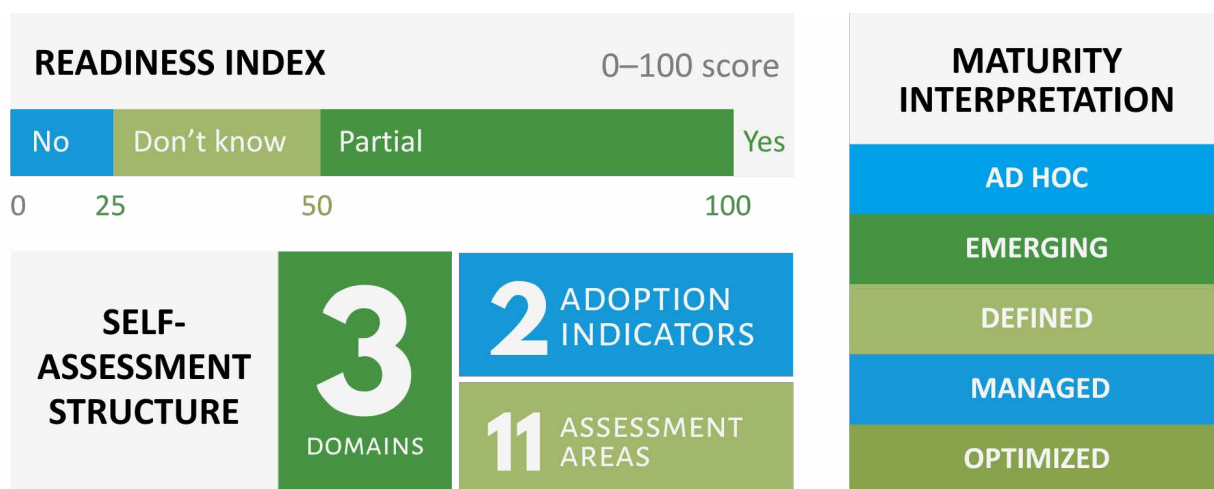 READINESS INDEX
0–100 score
No
Don't know
Partial
Yes
0
25
50
100
SELF-
ASSESSMENT
STRUCTURE
3
DOMAINS
2
ADOPTION
INDICATORS
11
ASSESSMENT
AREAS
MATURITY
INTERPRETATION
AD HOC
EMERGING
DEFINED
MANAGED
OPTIMIZED